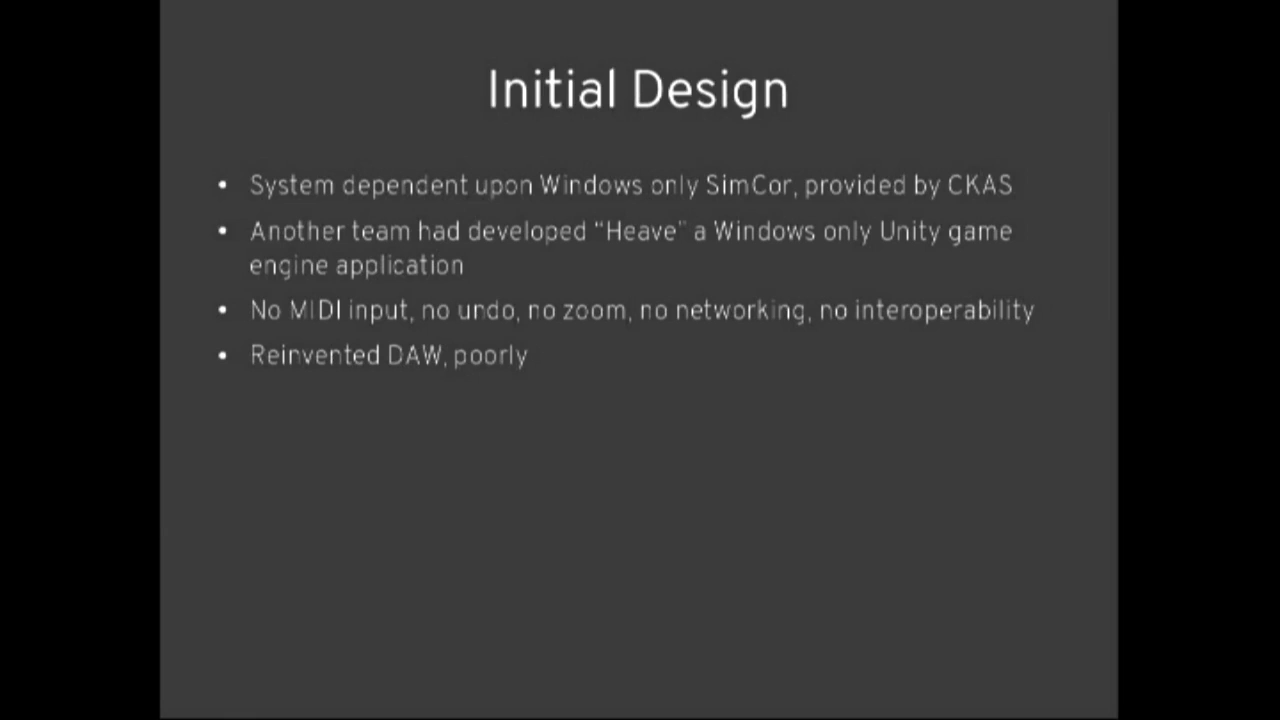 Initial Design
• System dependent upon Windows only SimCor, provided by CKAS
• Another team had developed “Heave” a Windows only Unity game
engine application
• No MIDI input, no undo, no zoom, no networking, no interoperability
• Reinvented DAW, poorly